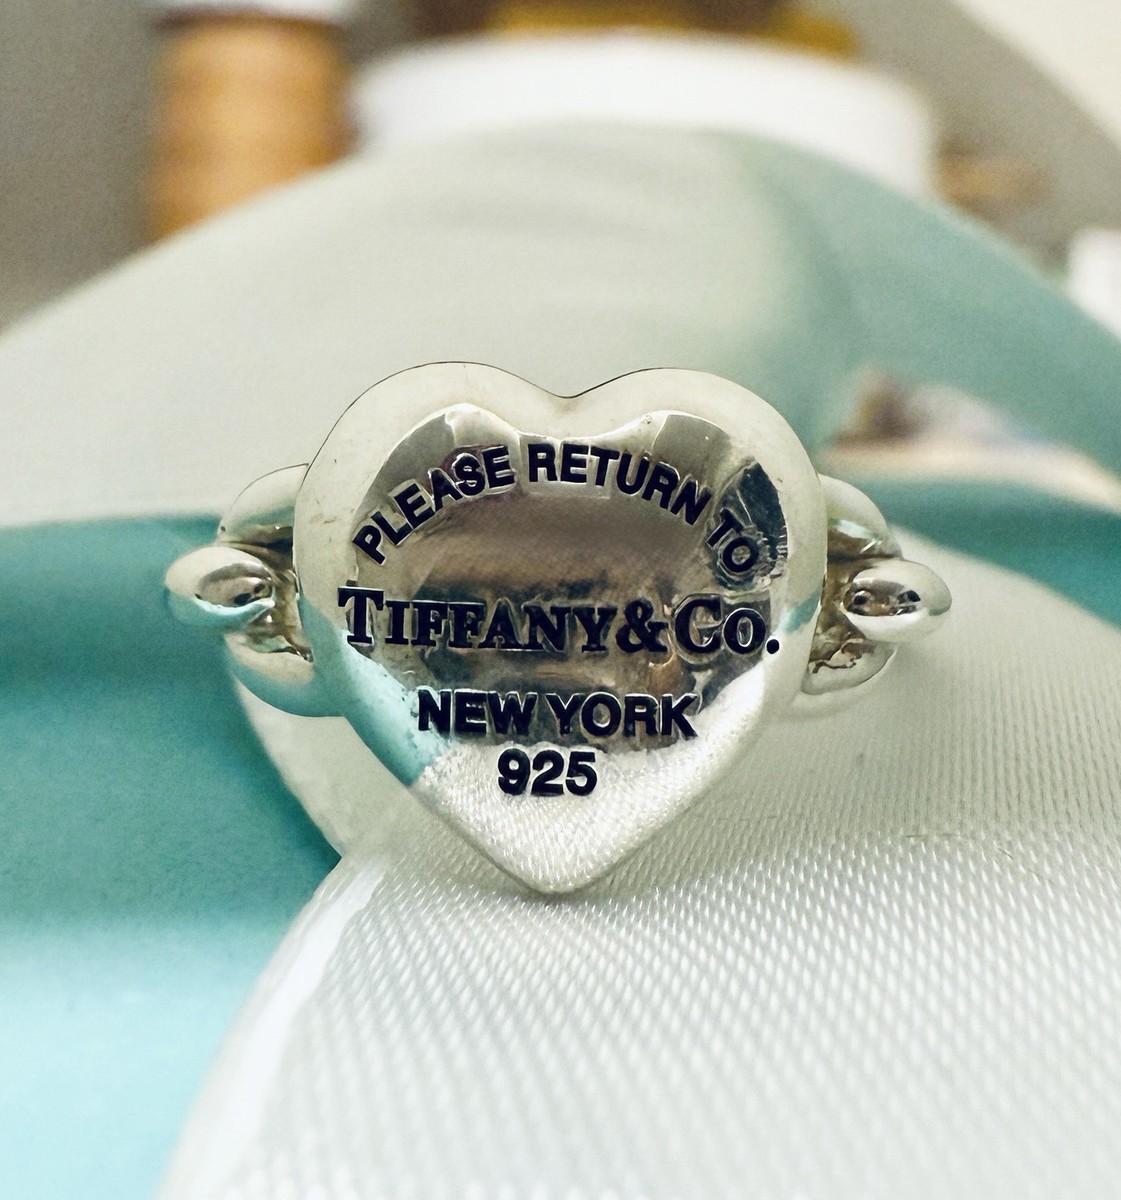 PLEASE RETURN TO
TIFFANY & CO.
NEW YORK
925